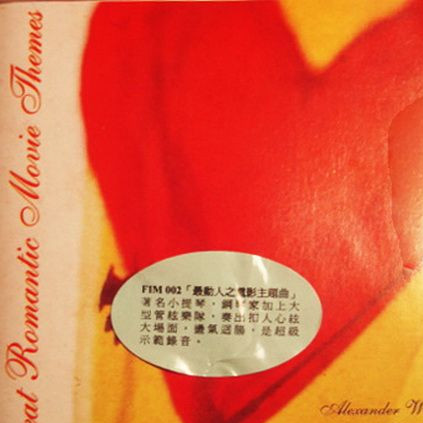 eat Romantic Movie Themes
FIM 002「最動人之電影主題曲」
著名小提琴，鋼琴家加上大
型管絃樂隊，奏出扣人心絃
大場面，盪氣迴腸，是超級
示範錄音。
Alexander W